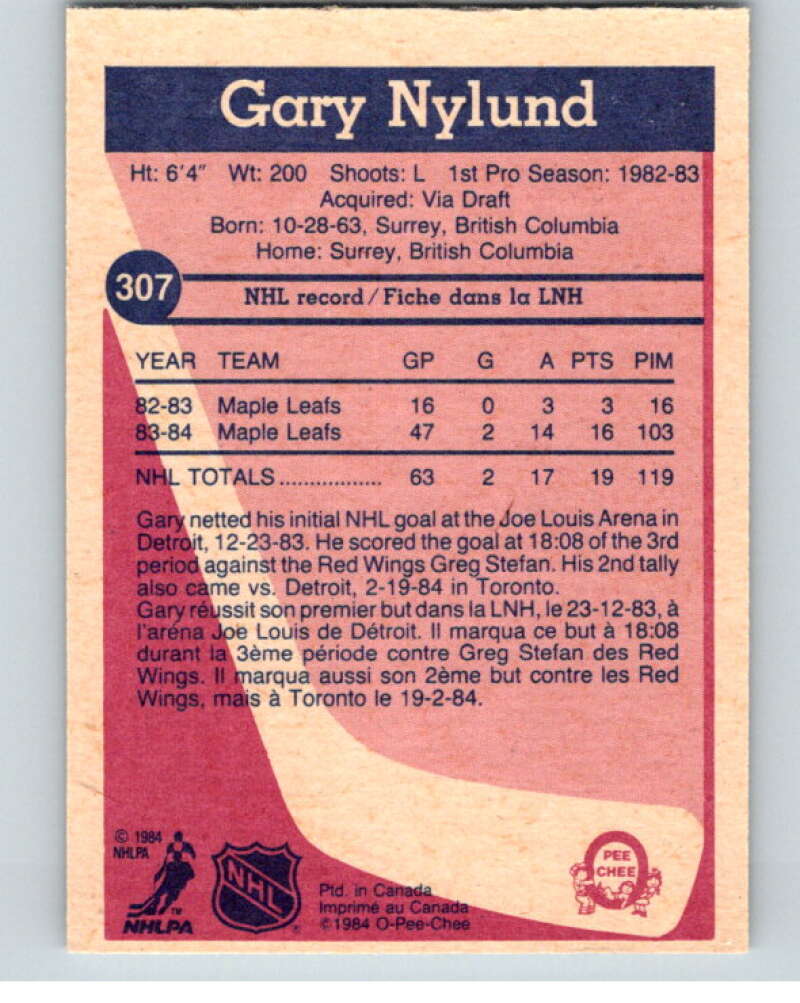 Gary Nylund
Ht: 6'4" Wt: 200 Shoots: L 1st Pro Season: 1982-83
Acquired: Via Draft
Born: 10-28-63, Surrey, British Columbia
Home: Surrey, British Columbia
307
NHL record / Fiche dans la LNH
YEAR TEAM GP G A PTS PIM
82-83 Maple Leafs 16 0 3 3 16
83-84 Maple Leafs 47 2 14 16 103
NHL TOTALS ................. 63 2 17 19 119
Gary netted his initial NHL goal at the Joe Louis Arena in
Detroit, 12-23-83. He scored the goal at 18:08 of the 3rd
period against the Red Wings Greg Stefan. His 2nd tally
also came vs. Detroit, 2-19-84 in Toronto.
Gary réussit son premier but dans la LNH, le 23-12-83, à
l'aréna Joe Louis de Détroit. Il marqua ce but à 18:08
durant la 3ème période contre Greg Stefan des Red
Wings. Il marqua aussi son 2ème but contre les Red
Wings, mais à Toronto le 19-2-84.
© 1984
NHLPA
TM
NHLPA
NHL
Ptd. in Canada
Imprimé au Canada
© 1984 O-Pee-Chee
PEE
CHEE